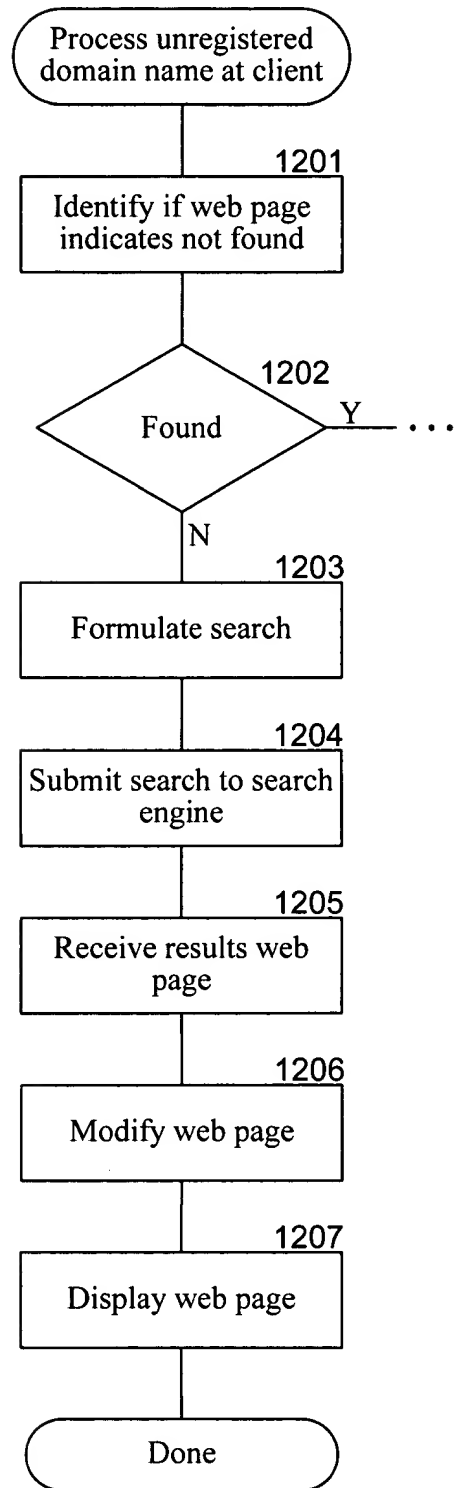 Process unregistered
domain name at client
1201
Identify if web page
indicates not found
1202
Found
Y
...
N
1203
Formulate search
1204
Submit search to search
engine
1205
Receive results web
page
1206
Modify web page
1207
Display web page
Done